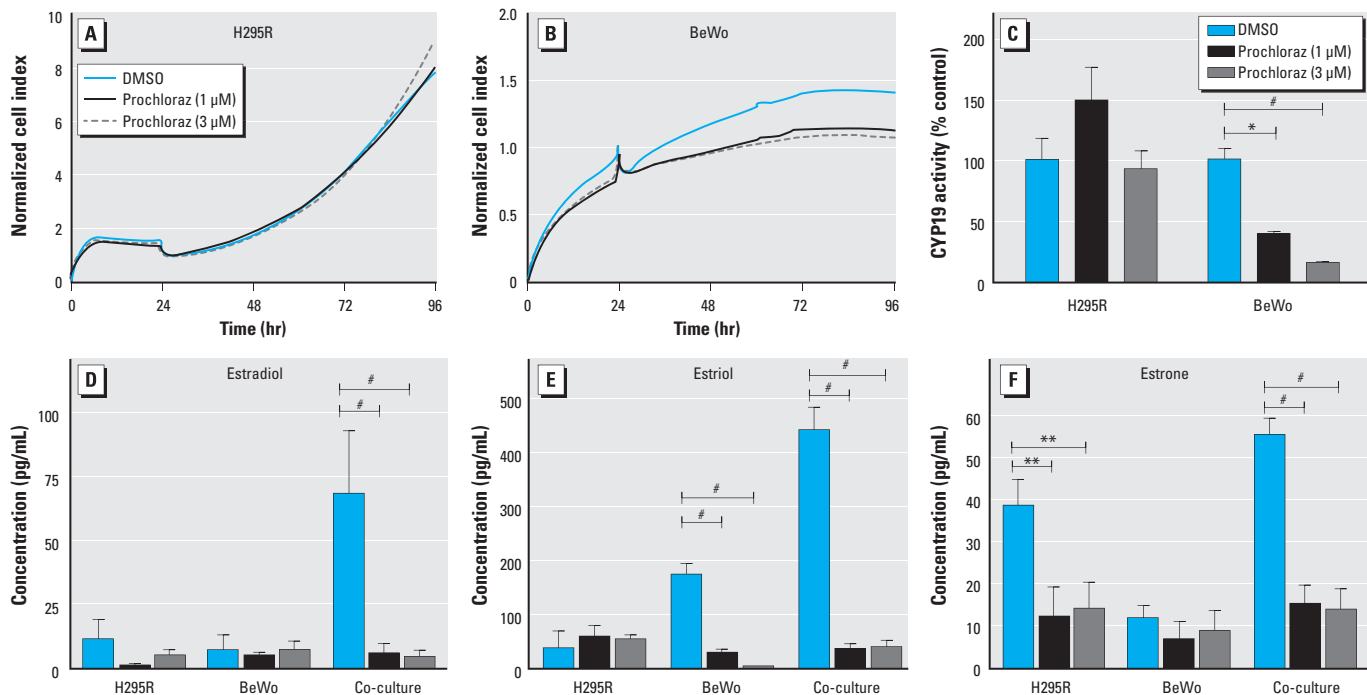 A
H295R
Normalized cell index
10
8
6
4
2
0
DMSO
Prochloraz (1 μM)
Prochloraz (3 μM)
0 24 48 72 96
Time (hr)
B
BeWo
Normalized cell index
2.0
1.5
1.0
0.5
0
0 24 48 72 96
Time (hr)
C
DMSO
Prochloraz (1 μM)
Prochloraz (3 μM)
CYP19 activity (% control)
200
150
100
50
0
#
*
H295R BeWo
D
Estradiol
Concentration (pg/mL)
100
75
50
25
0
#
#
H295R BeWo Co-culture
E
Estriol
Concentration (pg/mL)
500
400
300
200
100
0
#
#
#
#
H295R BeWo Co-culture
F
Estrone
Concentration (pg/mL)
60
50
40
30
20
10
0
**
**
#
#
H295R BeWo Co-culture